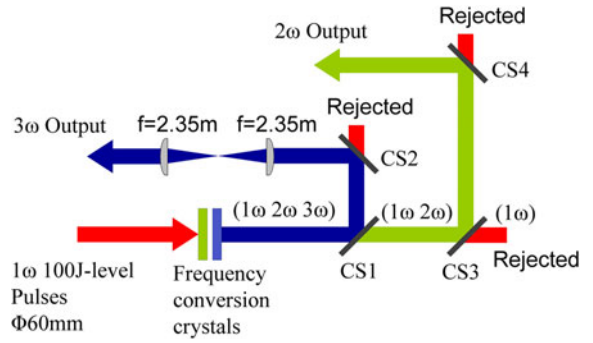 Rejected
2ω Output
CS4
Rejected
3ω Output
f=2.35m
f=2.35m
CS2
(1ω 2ω 3ω)
(1ω 2ω)
(1ω)
1ω 100J-level
Pulses
Φ60mm
Frequency
conversion
crystals
CS1
CS3
Rejected